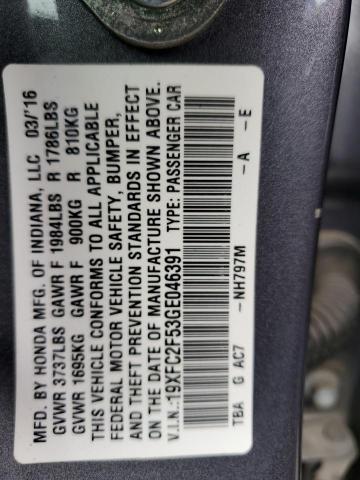 MFD. BY HONDA MFG. OF INDIANA, LLC 03/'16
GVWR 3737LBS GAWR F 1984LBS R 1786LBS
GVWR 1695KG GAWR F 900KG R 810KG
THIS VEHICLE CONFORMS TO ALL APPLICABLE
FEDERAL MOTOR VEHICLE SAFETY, BUMPER,
AND THEFT PREVENTION STANDARDS IN EFFECT
ON THE DATE OF MANUFACTURE SHOWN ABOVE.
V.I.N.:19XFC2F53GE046391 TYPE: PASSENGER CAR
TBA G AC7 -NH797M -A -E